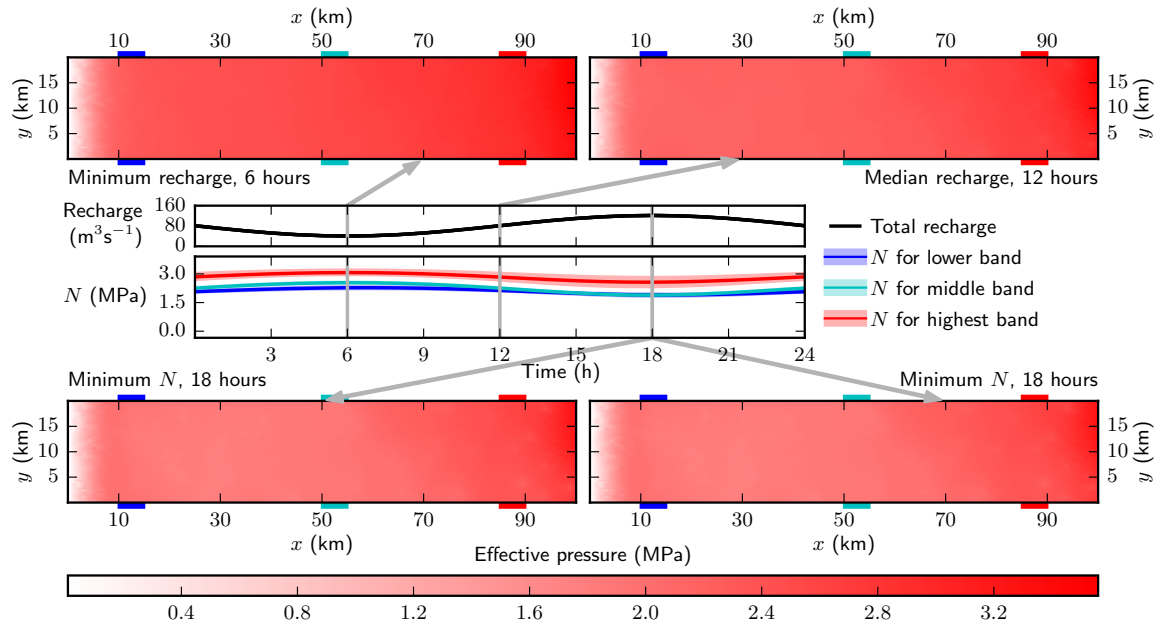 x (km)
x (km)
10 30 50 70 90
10 30 50 70 90
y (km)
15
10
5
15
10
5
y (km)
Minimum recharge, 6 hours
Median recharge, 12 hours
Recharge
(m³s⁻¹)
160
80
0
Total recharge
N (MPa)
3.0
1.5
0.0
N for lower band
N for middle band
N for highest band
3 6 9 12 15 18 21 24
Time (h)
Minimum N, 18 hours
Minimum N, 18 hours
y (km)
15
10
5
15
10
5
y (km)
10 30 50 70 90
10 30 50 70 90
x (km)
x (km)
Effective pressure (MPa)
0.4 0.8 1.2 1.6 2.0 2.4 2.8 3.2